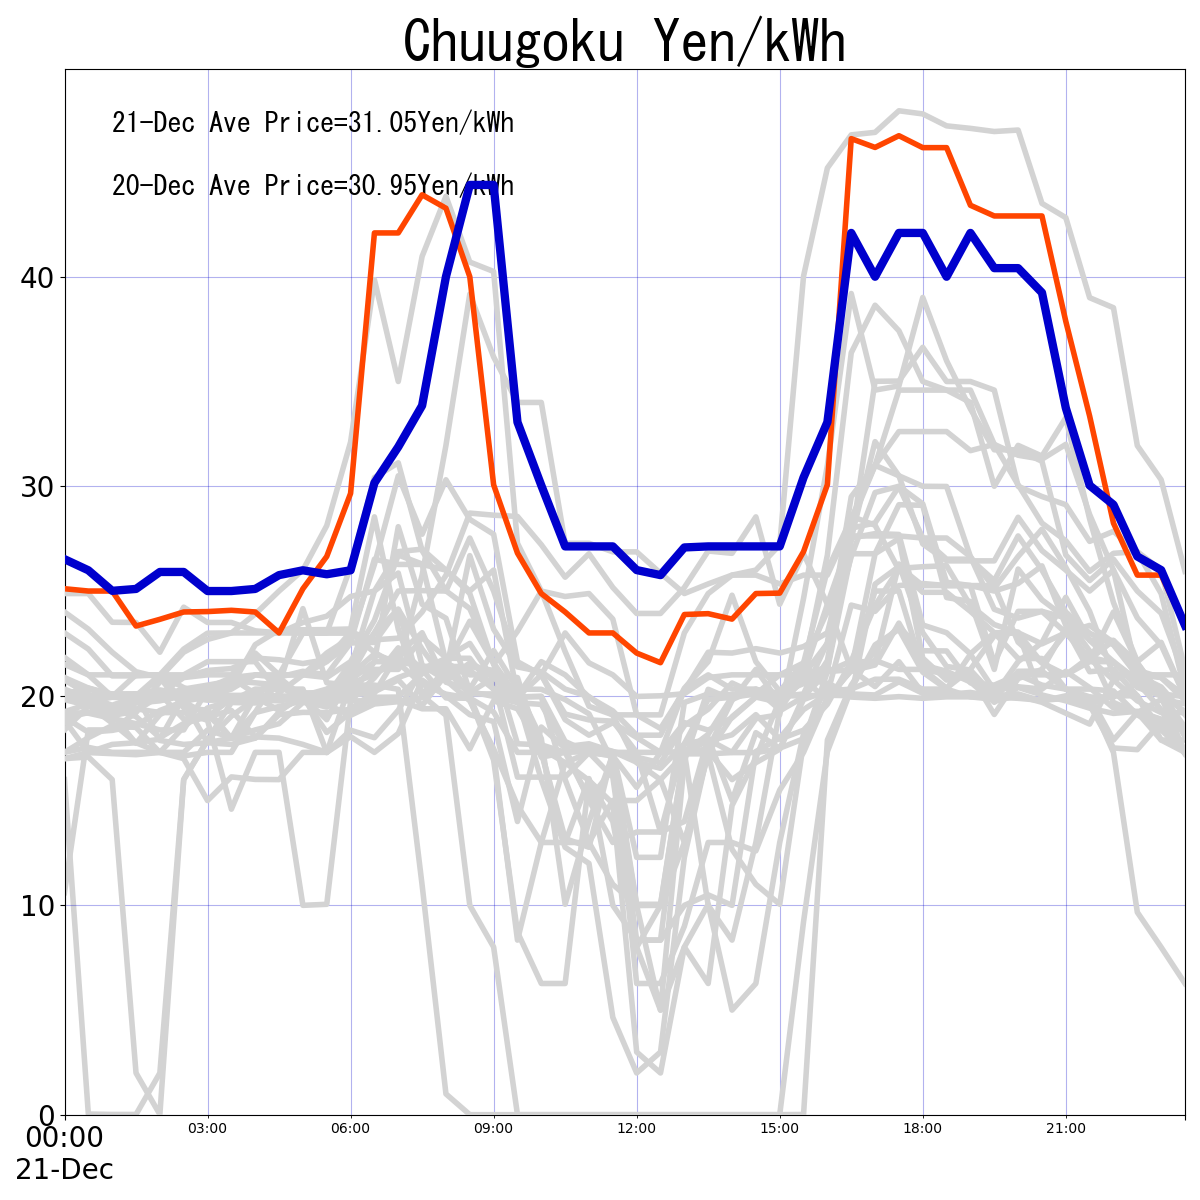 Chuugoku Yen/kWh
21-Dec Ave Price=31.05Yen/kWh
20-Dec Ave Price=30.95Yen/kWh
40
30
20
10
0
00:00 03:00 06:00 09:00 12:00 15:00 18:00 21:00
21-Dec